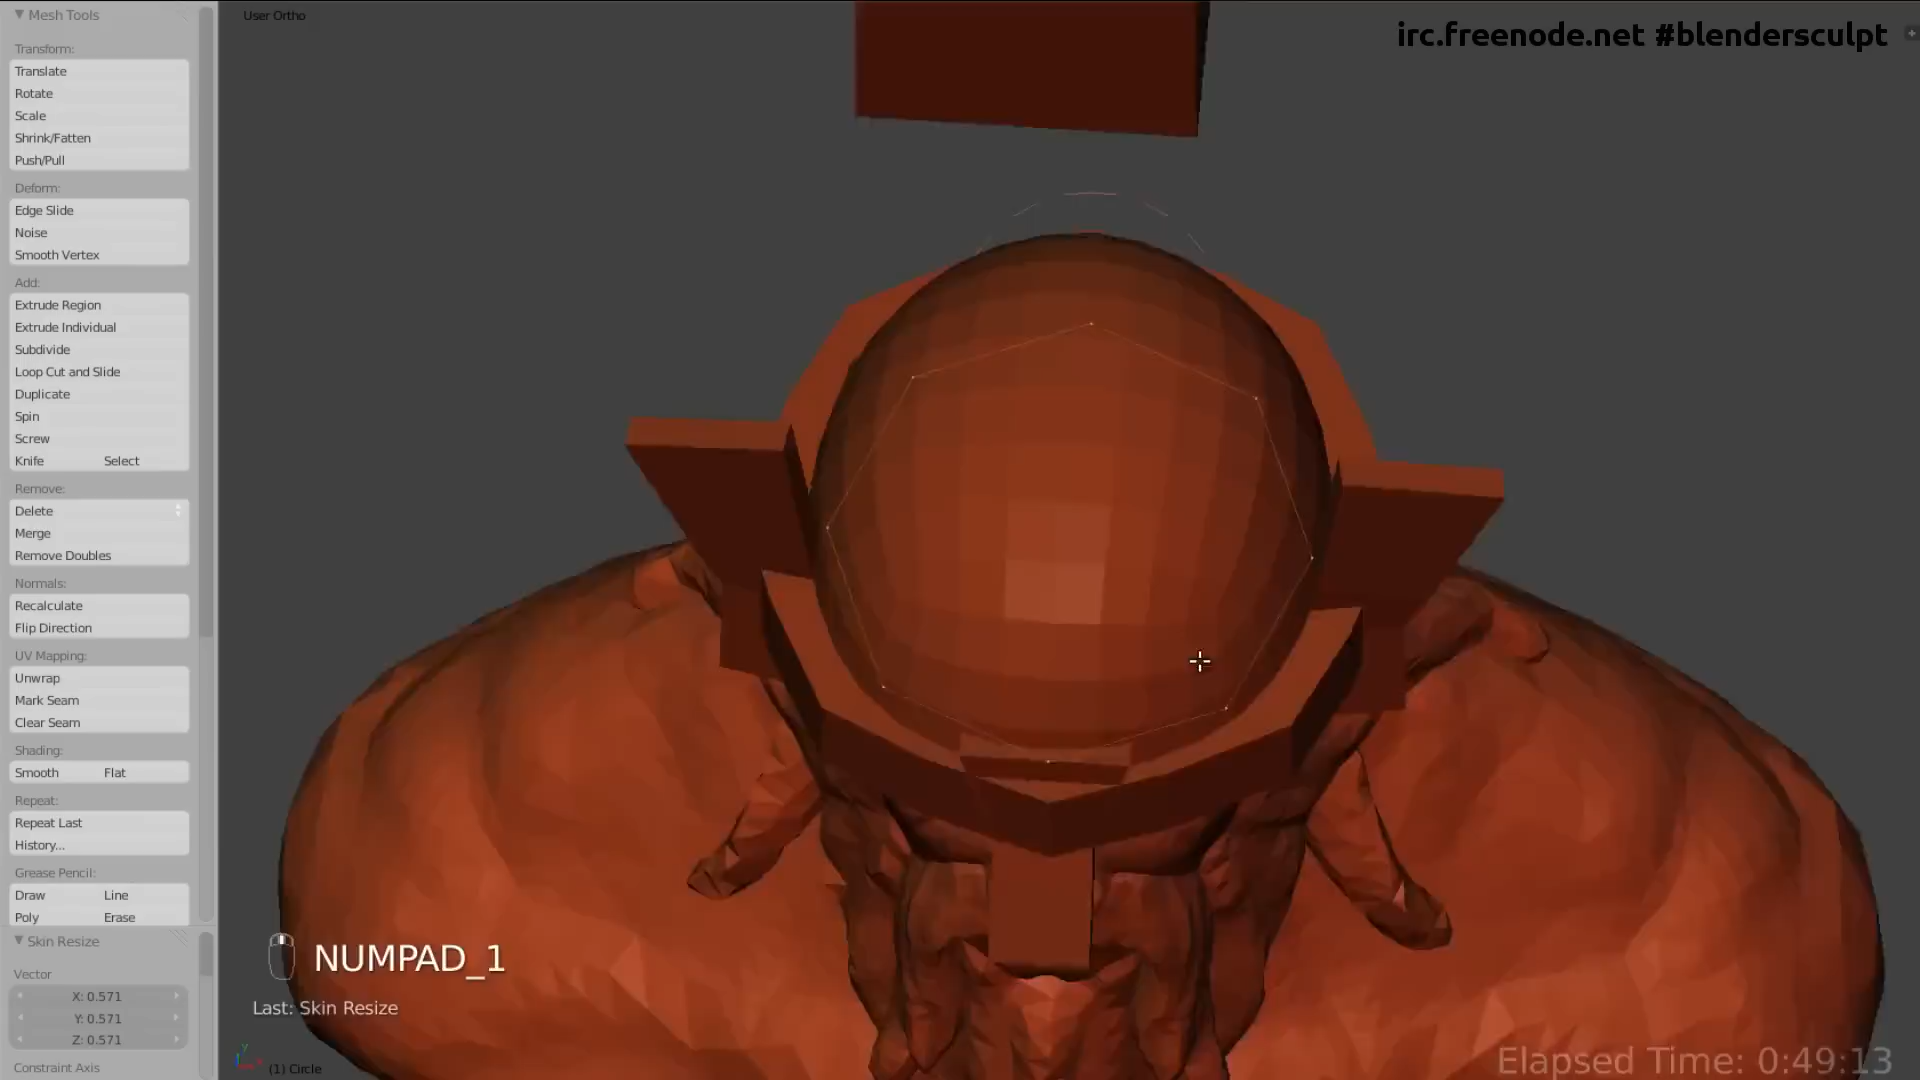 Mesh Tools
User Ortho
irc.freenode.net #blendersculpt
Transform:
Translate
Rotate
Scale
Shrink/Fatten
Push/Pull
Deform:
Edge Slide
Noise
Smooth Vertex
Add:
Extrude Region
Extrude Individual
Subdivide
Loop Cut and Slide
Duplicate
Spin
Screw
Knife Select
Remove:
Delete
Merge
Remove Doubles
Normals:
Recalculate
Flip Direction
UV Mapping:
Unwrap
Mark Seam
Clear Seam
Shading:
Smooth Flat
Repeat:
Repeat Last
History...
Grease Pencil:
Draw Line
Poly Erase
Skin Resize
Vector
X: 0.571
Y: 0.571
Z: 0.571
Constraint Axis
NUMPAD_1
Last: Skin Resize
(1) Circle
Elapsed Time: 0:49:13